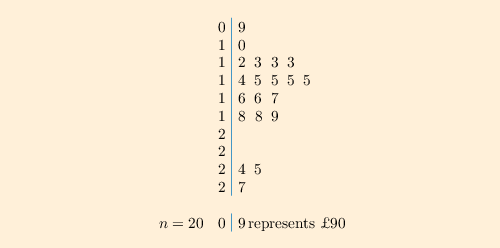 0 | 9
1 | 0
1 | 2 3 3 3
1 | 4 5 5 5 5
1 | 6 6 7
1 | 8 8 9
2 |
2 |
2 | 4 5
2 | 7
n = 20 0 | 9 represents £90